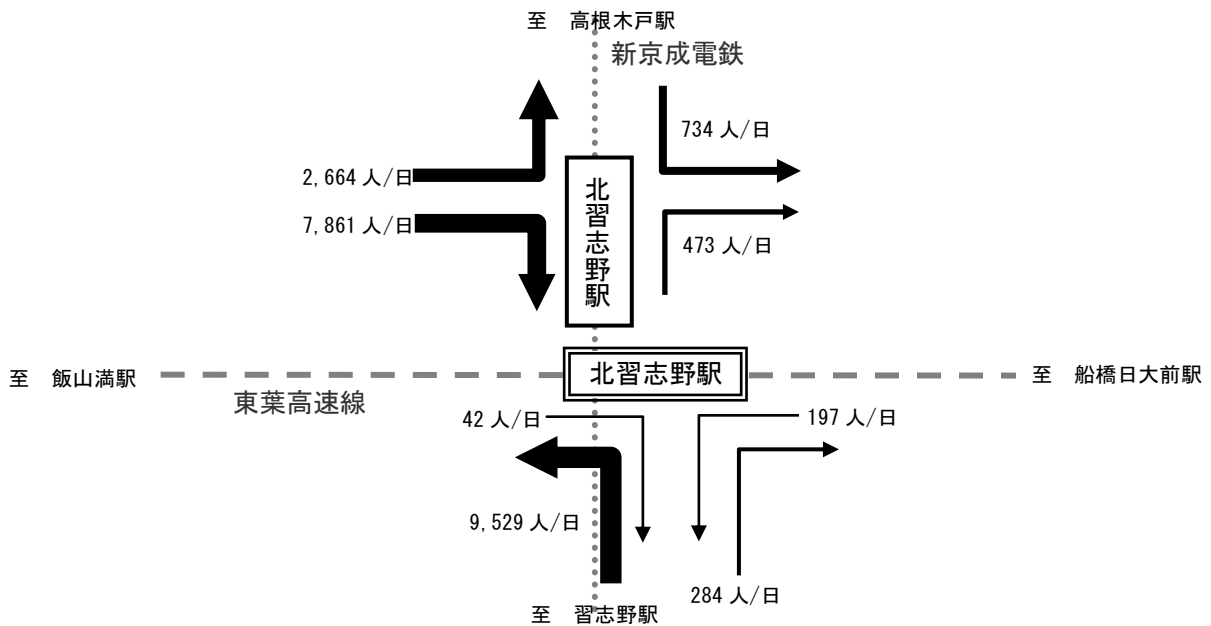 至　高根木戸駅
新京成電鉄
734 人/日
2,664 人/日
7,861 人/日
北習志野駅
473 人/日
至　飯山満駅
北習志野駅
至　船橋日大前駅
東葉高速線
42 人/日
197 人/日
9,529 人/日
284 人/日
至　習志野駅